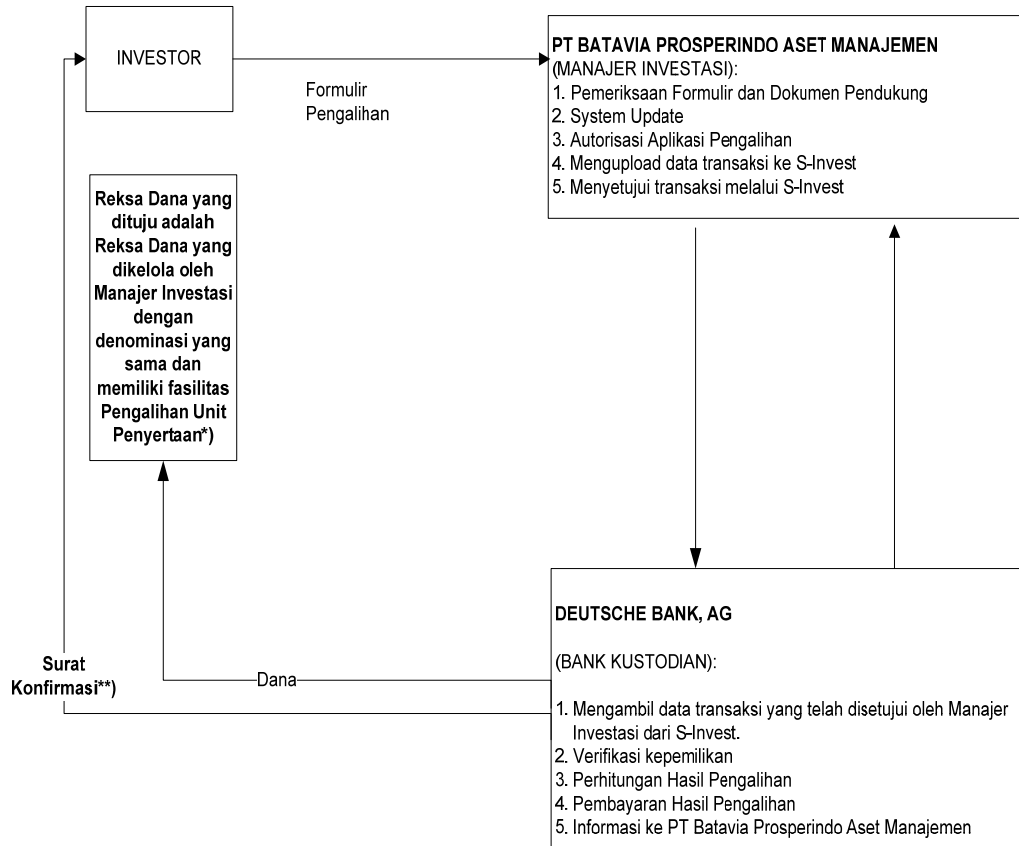 INVESTOR
Formulir
Pengalihan
PT BATAVIA PROSPERINDO ASET MANAJEMEN
(MANAJER INVESTASI):
1. Pemeriksaan Formulir dan Dokumen Pendukung
2. System Update
3. Autorisasi Aplikasi Pengalihan
4. Mengupload data transaksi ke S-Invest
5. Menyetujui transaksi melalui S-Invest
Reksa Dana yang
dituju adalah
Reksa Dana yang
dikelola oleh
Manajer Investasi
dengan
denominasi yang
sama dan
memiliki fasilitas
Pengalihan Unit
Penyertaan*)
Surat
Konfirmasi**)
Dana
DEUTSCHE BANK, AG
(BANK KUSTODIAN):
1. Mengambil data transaksi yang telah disetujui oleh Manajer
Investasi dari S-Invest.
2. Verifikasi kepemilikan
3. Perhitungan Hasil Pengalihan
4. Pembayaran Hasil Pengalihan
5. Informasi ke PT Batavia Prosperindo Aset Manajemen